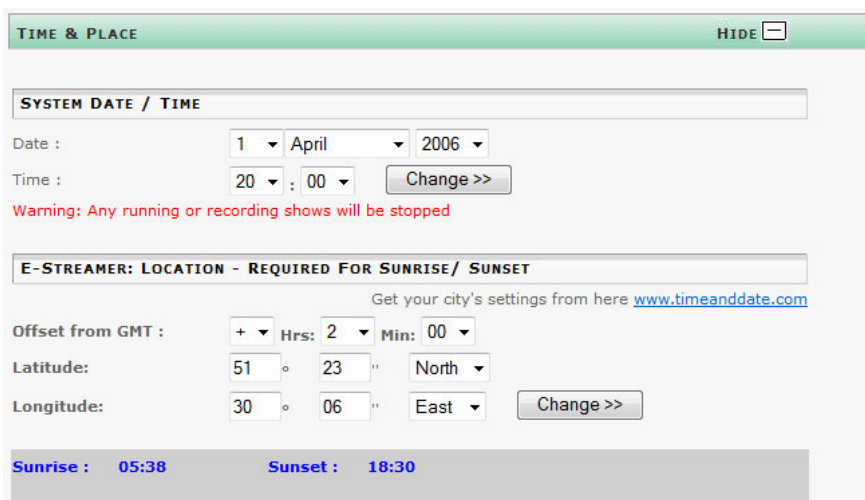 TIME & PLACE HIDE
SYSTEM DATE / TIME
Date : 1 April 2006
Time : 20 : 00 Change >>
Warning: Any running or recording shows will be stopped
E-STREAMER: LOCATION - REQUIRED FOR SUNRISE/ SUNSET
Get your city's settings from here www.timeanddate.com
Offset from GMT : + Hrs: 2 Min: 00
Latitude: 51 ° 23 " North
Longitude: 30 ° 06 " East Change >>
Sunrise : 05:38 Sunset : 18:30